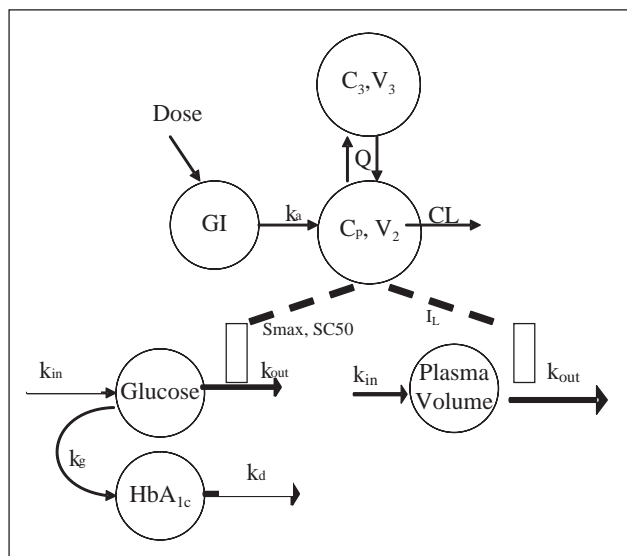 C3,V3
Dose
Q
GI
ka
Cp, V2
CL
Smax, SC50
IL
kin
Glucose
kout
kin
Plasma
Volume
kout
kg
HbA1c
kd